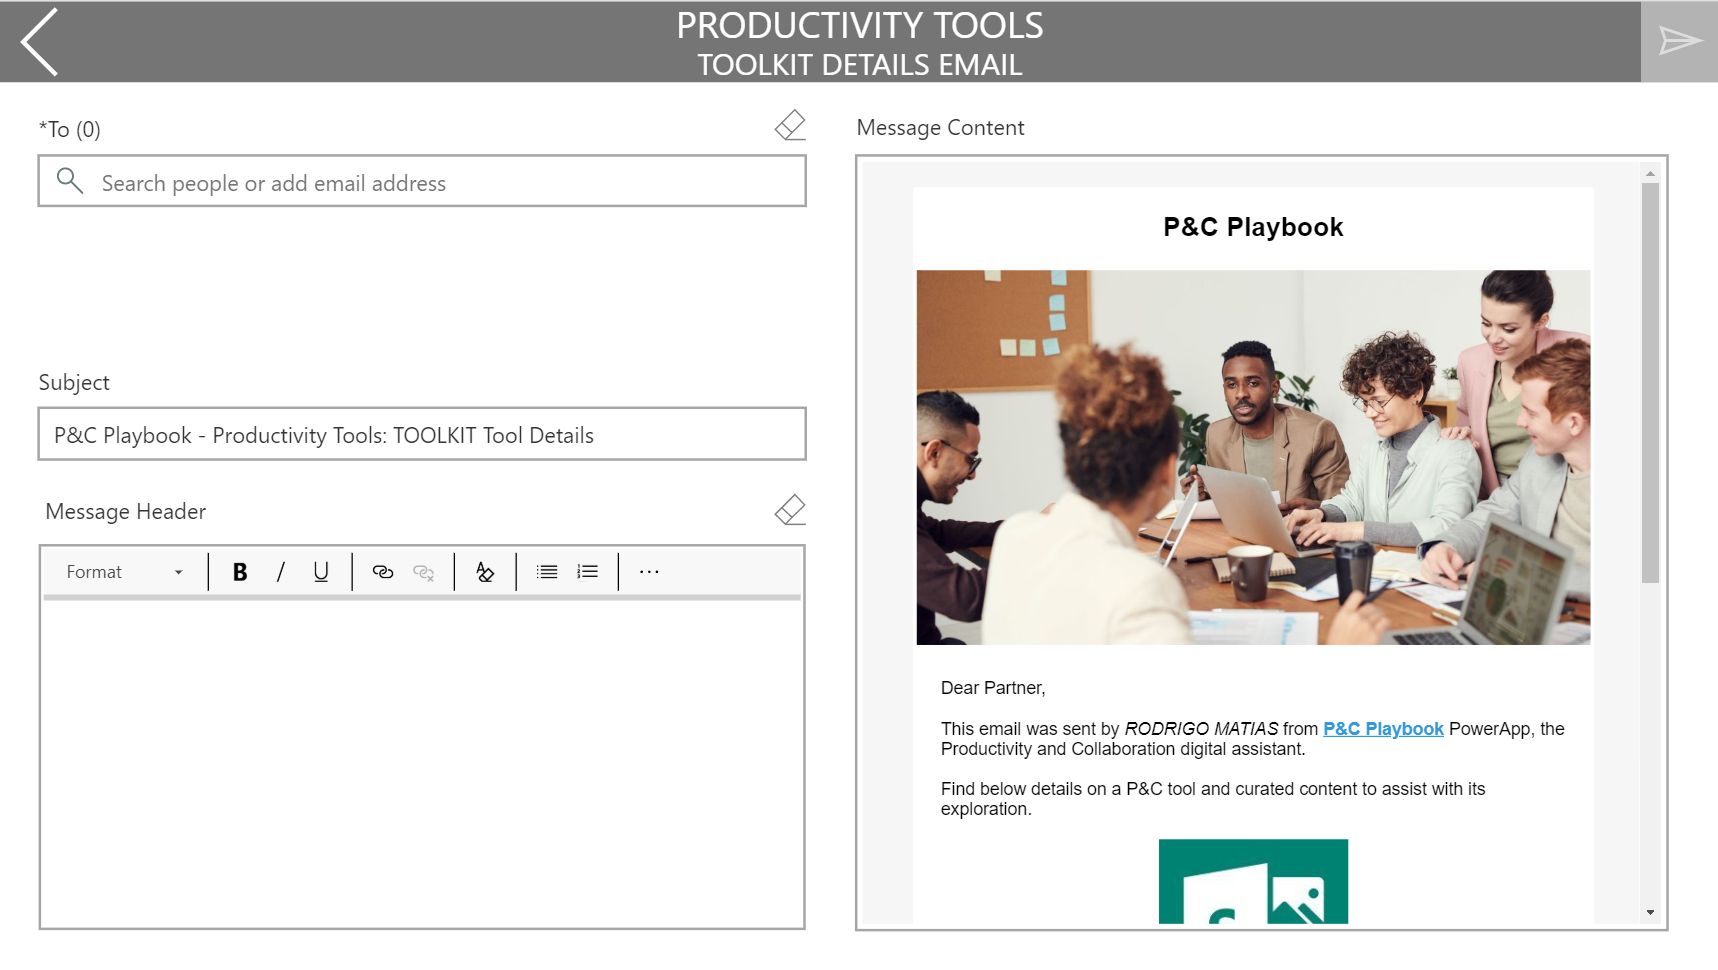 PRODUCTIVITY TOOLS
TOOLKIT DETAILS EMAIL
*To (0)
Search people or add email address
Subject
P&C Playbook - Productivity Tools: TOOLKIT Tool Details
Message Header
Format
B / U
Message Content
P&C Playbook
Dear Partner,
This email was sent by RODRIGO MATIAS from P&C Playbook PowerApp, the
Productivity and Collaboration digital assistant.
Find below details on a P&C tool and curated content to assist with its
exploration.